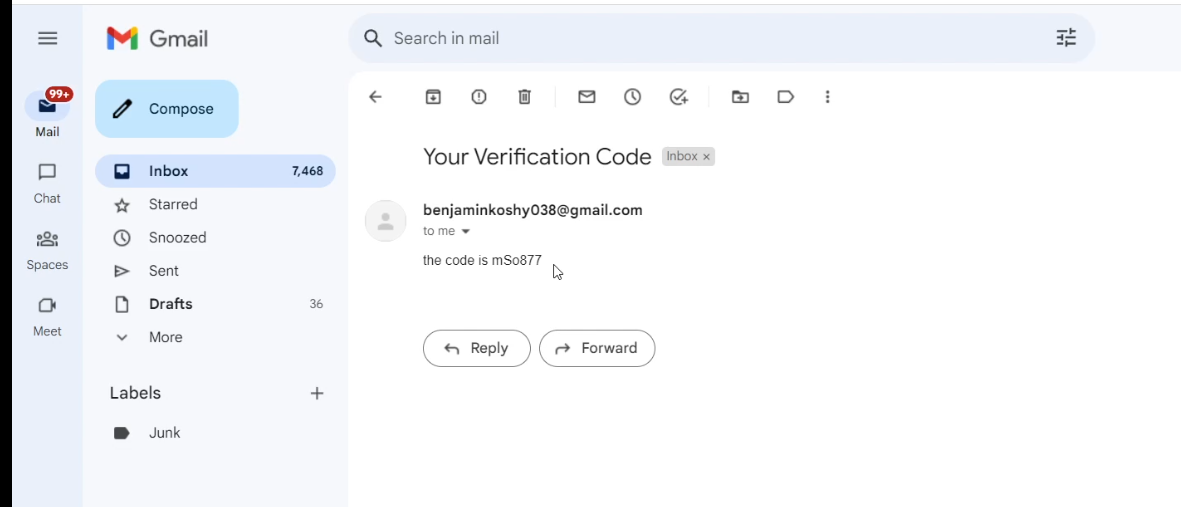 Gmail
Search in mail
99+
Mail
Chat
Spaces
Meet
Compose
Inbox 7,468
Starred
Snoozed
Sent
Drafts 36
More
Labels +
Junk
Your Verification Code Inbox ×
benjaminkoshy038@gmail.com
to me
the code is mSo877
Reply Forward